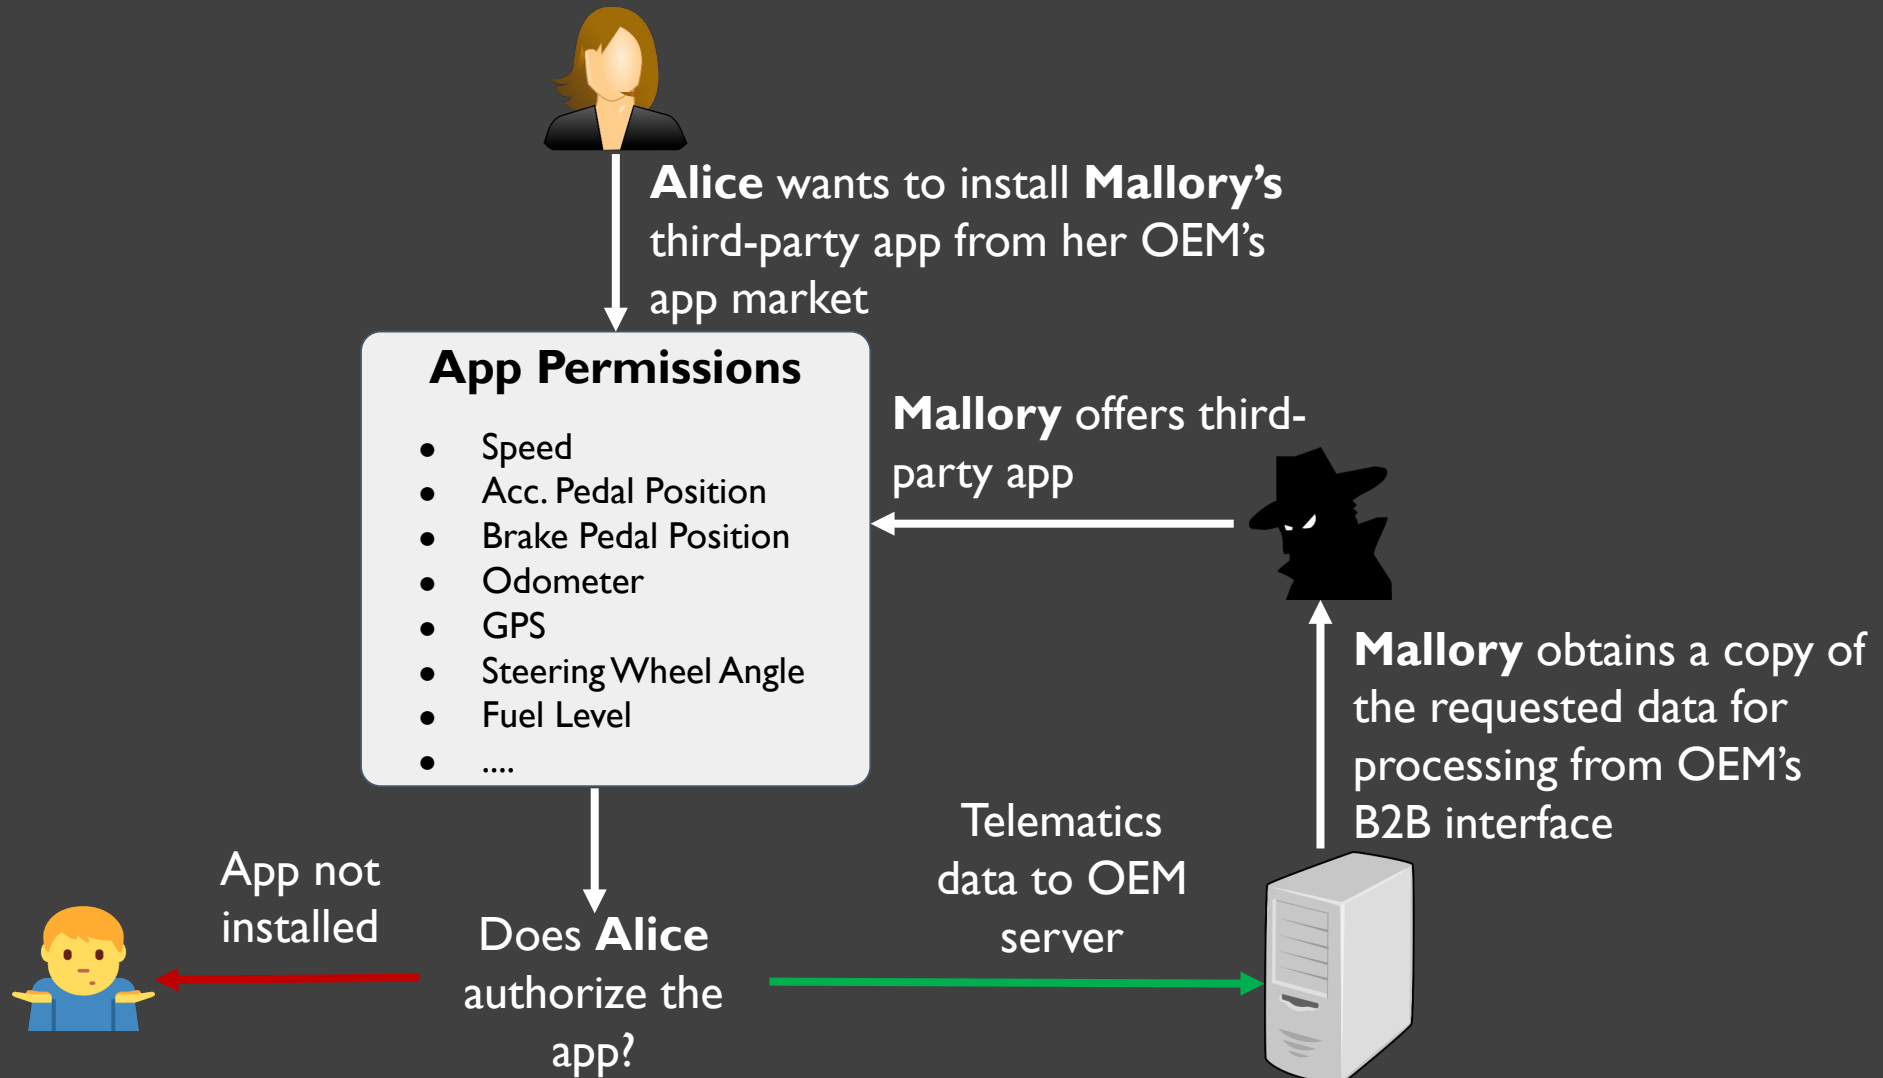 Alice wants to install Mallory's
third-party app from her OEM's
app market
App Permissions
● Speed
● Acc. Pedal Position
● Brake Pedal Position
● Odometer
● GPS
● Steering Wheel Angle
● Fuel Level
● ....
Mallory offers third-
party app
Mallory obtains a copy of
the requested data for
processing from OEM's
B2B interface
Telematics
data to OEM
server
App not
installed
Does Alice
authorize the
app?